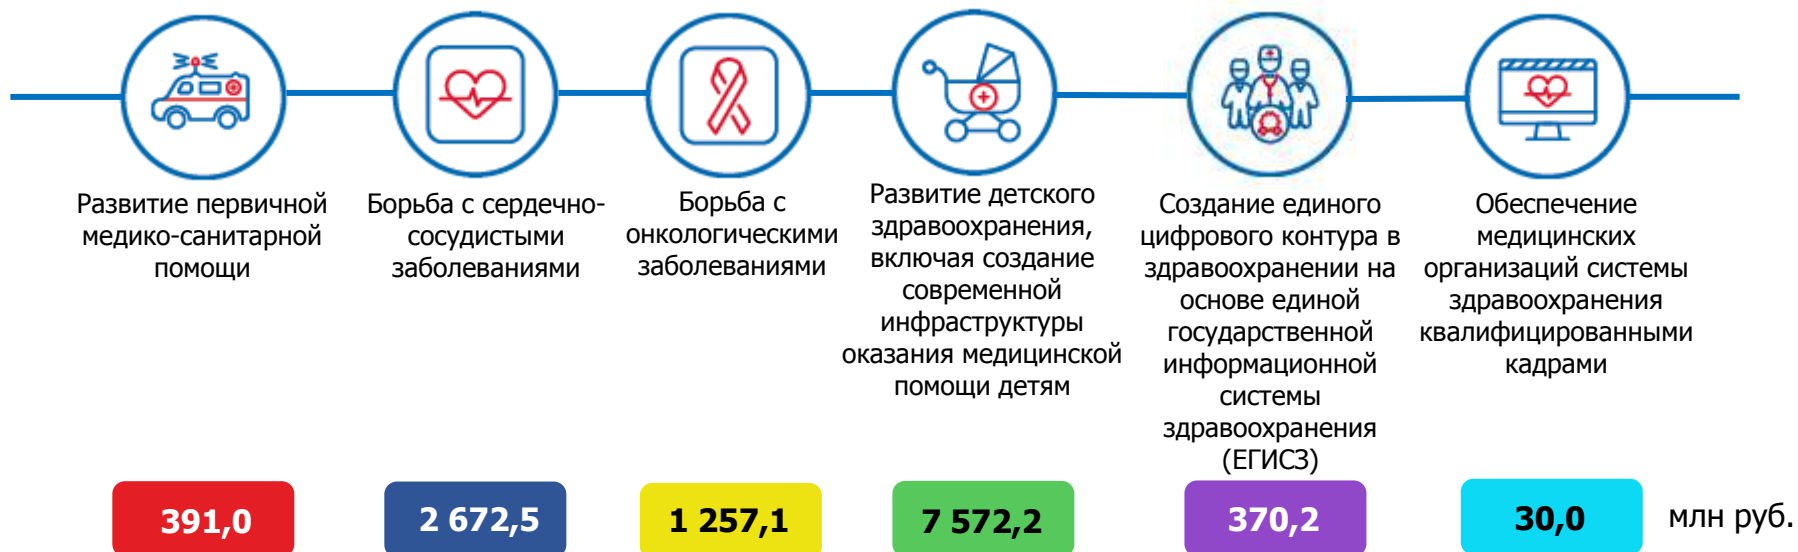 Развитие первичной
медико-санитарной
помощи
Борьба с сердечно-
сосудистыми
заболеваниями
Борьба с
онкологическими
заболеваниями
Развитие детского
здравоохранения,
включая создание
современной
инфраструктуры
оказания медицинской
помощи детям
Создание единого
цифрового контура в
здравоохранении на
основе единой
государственной
информационной
системы
здравоохранения
(ЕГИСЗ)
Обеспечение
медицинских
организаций системы
здравоохранения
квалифицированными
кадрами
391,0
2 672,5
1 257,1
7 572,2
370,2
30,0
млн руб.